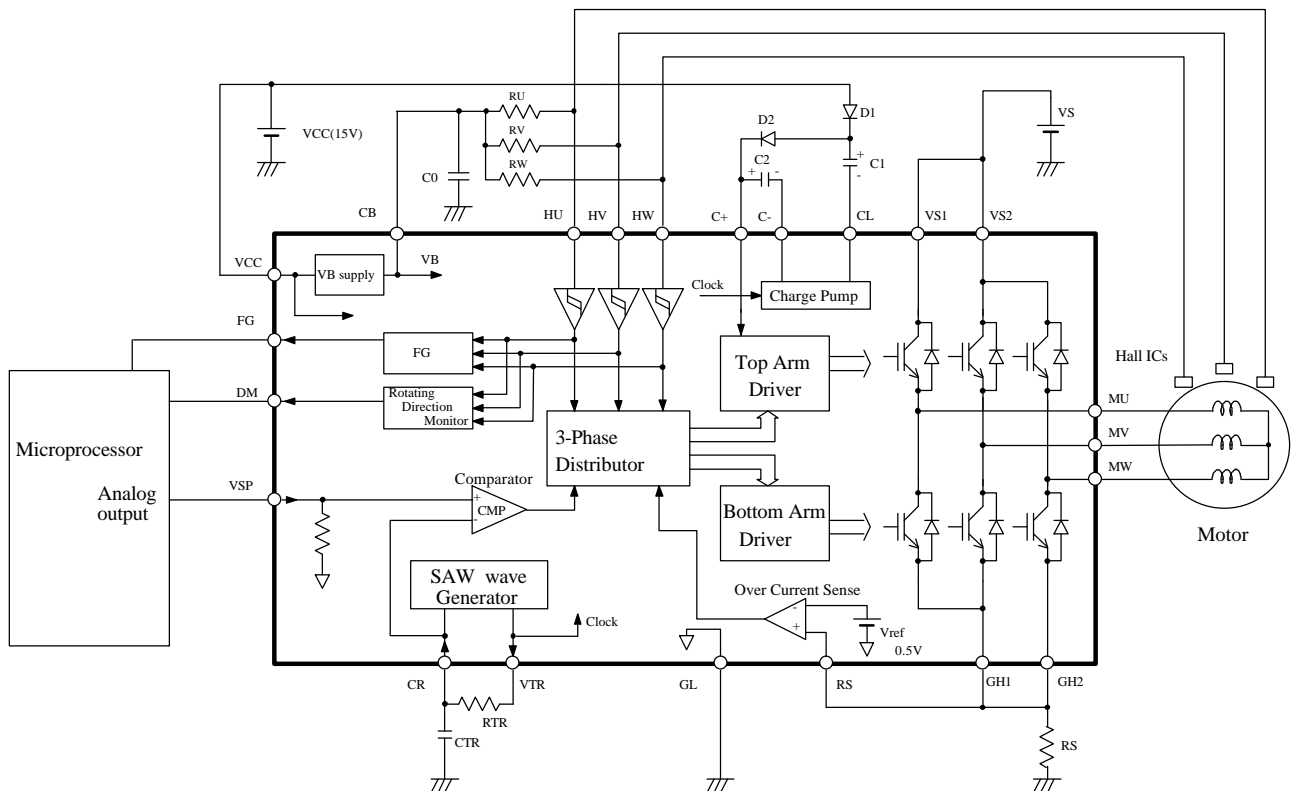 RU
RV
RW
VCC(15V)
C0
D2
D1
C2
+
-
+
-
C1
VS
CB
HU
HV
HW
C+
C-
CL
VS1
VS2
VCC
VB supply
VB
Clock
Charge Pump
FG
FG
Top Arm
Driver
Hall ICs
DM
Rotating
Direction
Monitor
MU
MV
MW
Microprocessor
Analog
output
3-Phase
Distributor
VSP
Comparator
+
CMP
-
Bottom Arm
Driver
Motor
SAW wave
Generator
Clock
Over Current Sense
-
+
Vref
0.5V
CR
VTR
GL
RS
GH1
GH2
RTR
CTR
RS